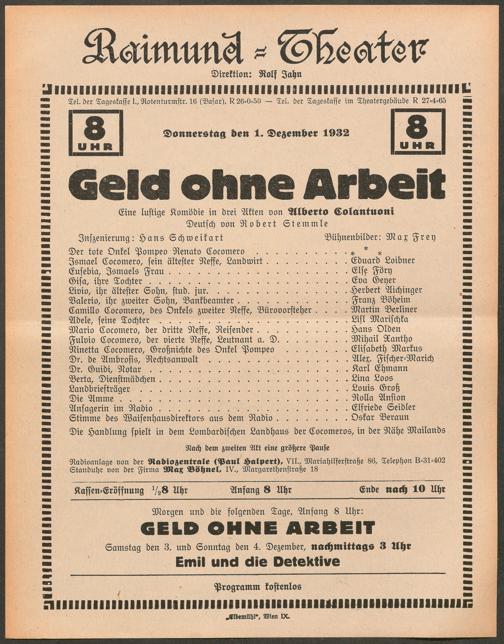 Raimund-Theater
Direktion: Rolf Jahn
Tel. der Tageskasse I., Rotenturmstr. 16 (Basar), R 26-0-50 — Tel. der Tageskasse im Theatergebäude R 27-4-65
8 UHR
Donnerstag den 1. Dezember 1932
8 UHR
Geld ohne Arbeit
Eine lustige Komödie in drei Akten von Alberto Colantuoni
Deutsch von Robert Stemmle
Inszenierung: Hans Schweikart Bühnenbilder: Max Frey
Der tote Onkel Pompeo Renato Cocomero . . . * * *
Ismael Cocomero, sein ältester Neffe, Landwirt . . . Eduard Loibner
Eusebia, Ismaels Frau . . . Else Föry
Gisa, ihre Tochter . . . Eva Geyer
Livio, ihr ältester Sohn, stud. jur. . . . Herbert Aichinger
Valerio, ihr zweiter Sohn, Bankbeamter . . . Franz Böheim
Camillo Cocomero, des Onkels zweiter Neffe, Bürovorsteher . . . Martin Berliner
Adele, seine Tochter . . . Lisl Marischka
Mario Cocomero, der dritte Neffe, Reisender . . . Hans Olden
Fulvio Cocomero, der vierte Neffe, Leutnant a. D. . . . Mihail Xantho
Rinetta Cocomero, Großnichte des Onkel Pompeo . . . Elisabeth Markus
Dr. de Ambrosis, Rechtsanwalt . . . Alex. Fischer-Marich
Dr. Guidi, Notar . . . Karl Ehmann
Berta, Dienstmädchen . . . Lina Loos
Landbriefträger . . . Louis Groß
Die Amme . . . Rolla Anston
Ansagerin im Radio . . . Elfriede Seidler
Stimme des Waisenhausdirektors aus dem Radio . . . Oskar Beraun
Die Handlung spielt in dem Lombardischen Landhaus der Cocomeros, in der Nähe Mailands
Nach dem zweiten Akt eine größere Pause
Radioanlage von der Radiozentrale (Paul Halpert), VII., Mariahilferstraße 86, Telephon B-31-402
Standuhr von der Firma Max Böhnel, IV., Margarethenstraße 18
Kassen-Eröffnung ½8 Uhr Anfang 8 Uhr Ende nach 10 Uhr
Morgen und die folgenden Tage, Anfang 8 Uhr:
GELD OHNE ARBEIT
Samstag den 3. und Sonntag den 4. Dezember, nachmittags 3 Uhr
Emil und die Detektive
Programm kostenlos
„Elbemühl", Wien IX.